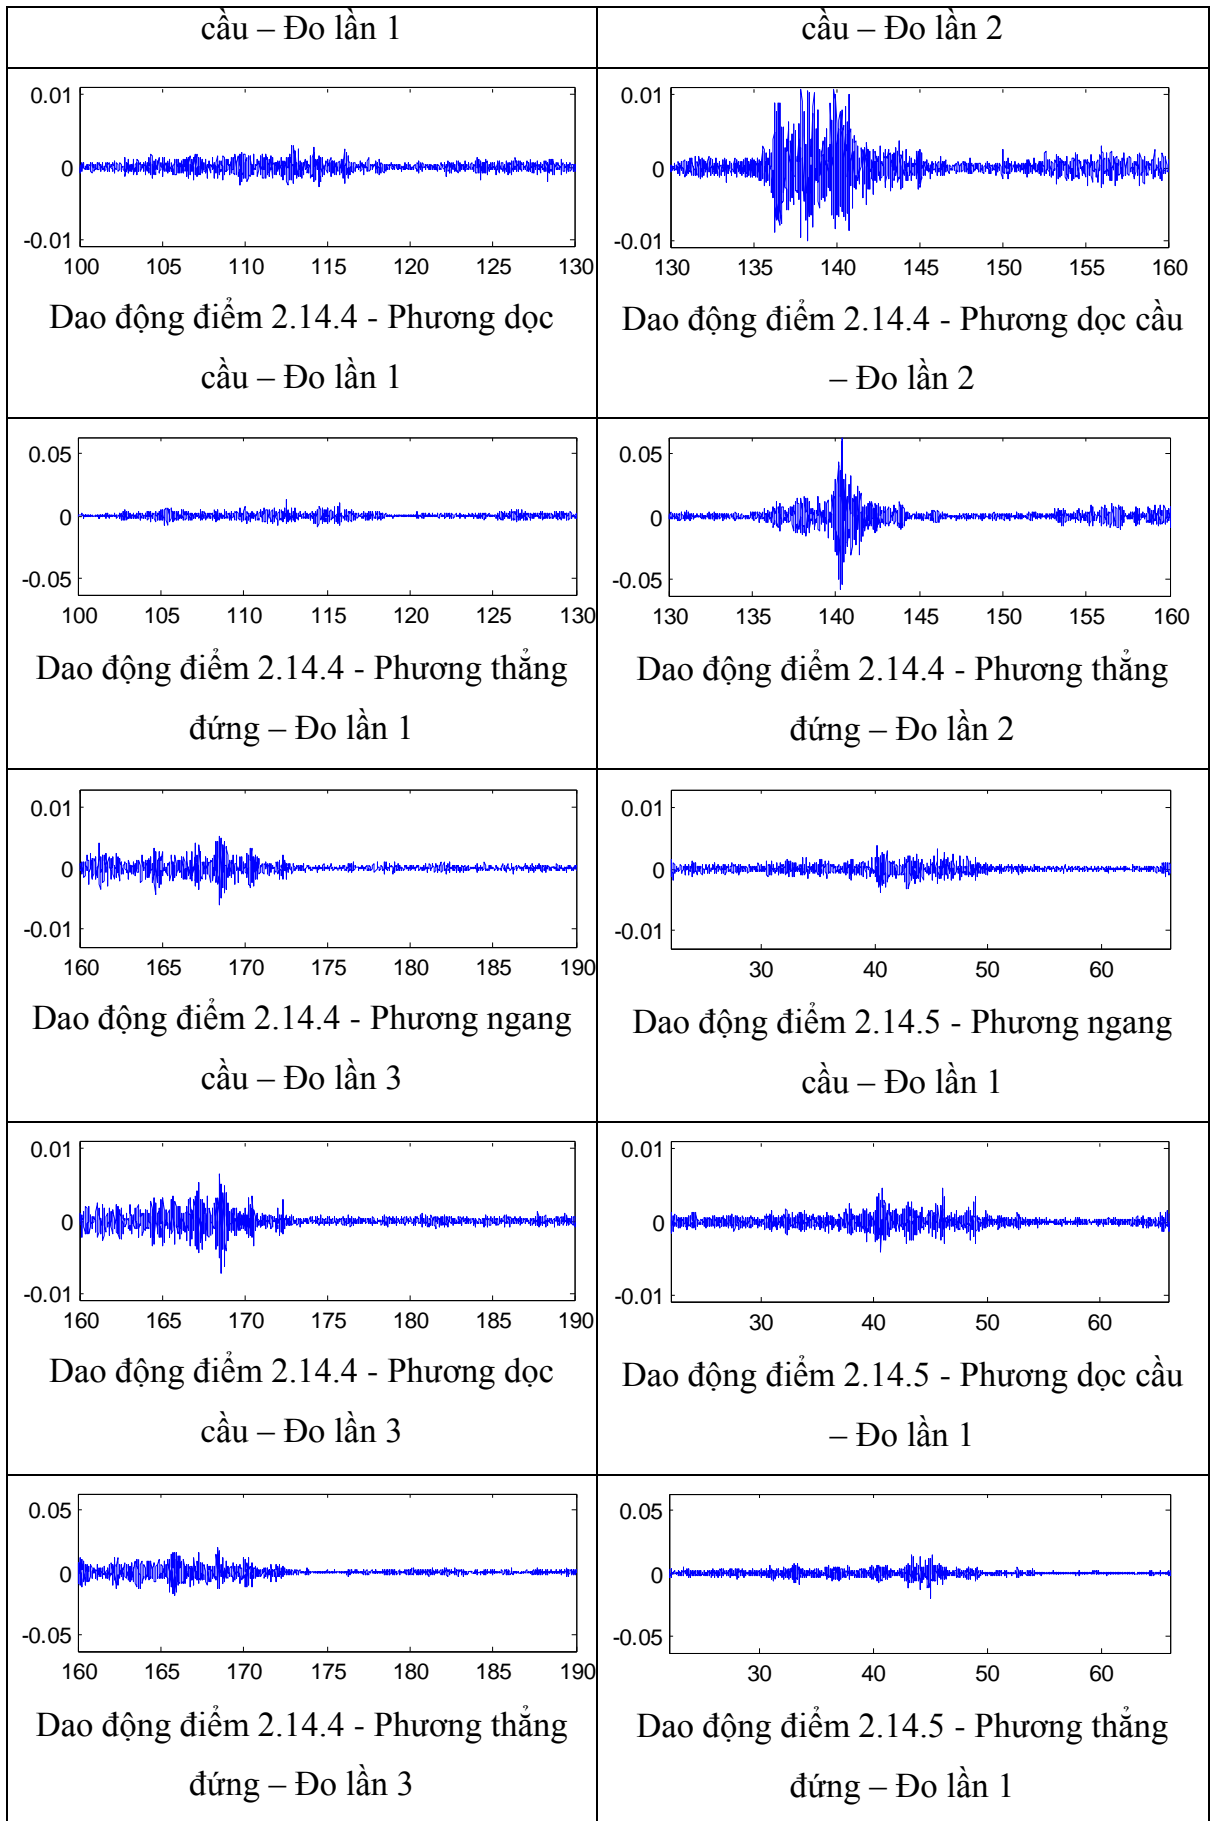 cầu – Đo lần 1
cầu – Đo lần 2
0.01
0
-0.01
100 105 110 115 120 125 130
Dao động điểm 2.14.4 - Phương dọc
cầu – Đo lần 1
0.01
0
-0.01
130 135 140 145 150 155 160
Dao động điểm 2.14.4 - Phương dọc cầu
– Đo lần 2
0.05
0
-0.05
100 105 110 115 120 125 130
Dao động điểm 2.14.4 - Phương thẳng
đứng – Đo lần 1
0.05
0
-0.05
130 135 140 145 150 155 160
Dao động điểm 2.14.4 - Phương thẳng
đứng – Đo lần 2
0.01
0
-0.01
160 165 170 175 180 185 190
Dao động điểm 2.14.4 - Phương ngang
cầu – Đo lần 3
0.01
0
-0.01
30 40 50 60
Dao động điểm 2.14.5 - Phương ngang
cầu – Đo lần 1
0.01
0
-0.01
160 165 170 175 180 185 190
Dao động điểm 2.14.4 - Phương dọc
cầu – Đo lần 3
0.01
0
-0.01
30 40 50 60
Dao động điểm 2.14.5 - Phương dọc cầu
– Đo lần 1
0.05
0
-0.05
160 165 170 175 180 185 190
Dao động điểm 2.14.4 - Phương thẳng
đứng – Đo lần 3
0.05
0
-0.05
30 40 50 60
Dao động điểm 2.14.5 - Phương thẳng
đứng – Đo lần 1